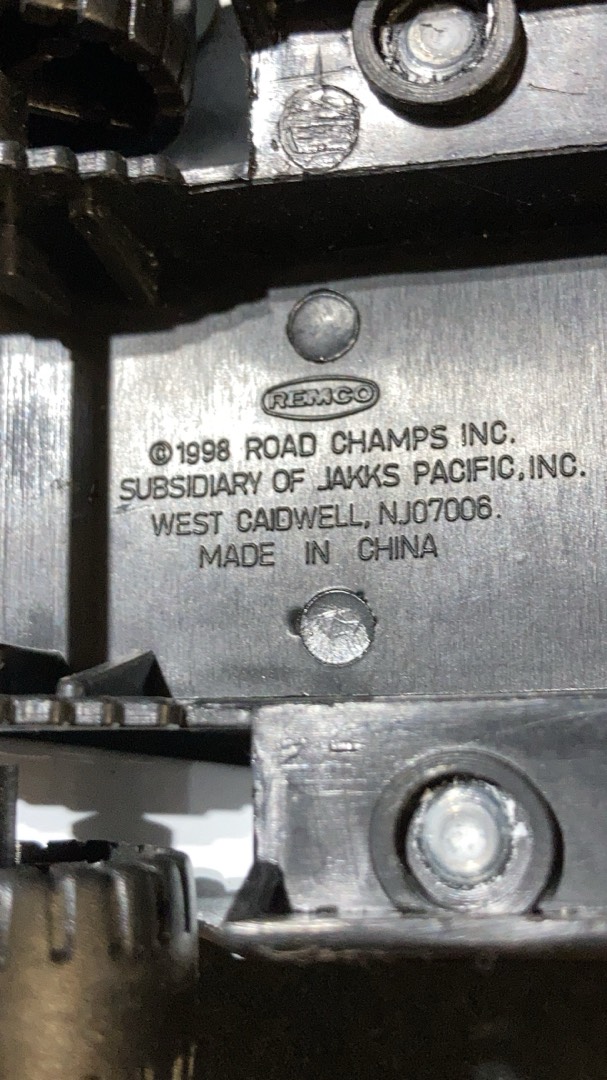 REMCO
©1998 ROAD CHAMPS INC.
SUBSIDIARY OF JAKKS PACIFIC, INC.
WEST CAIDWELL, NJ07006.
MADE IN CHINA